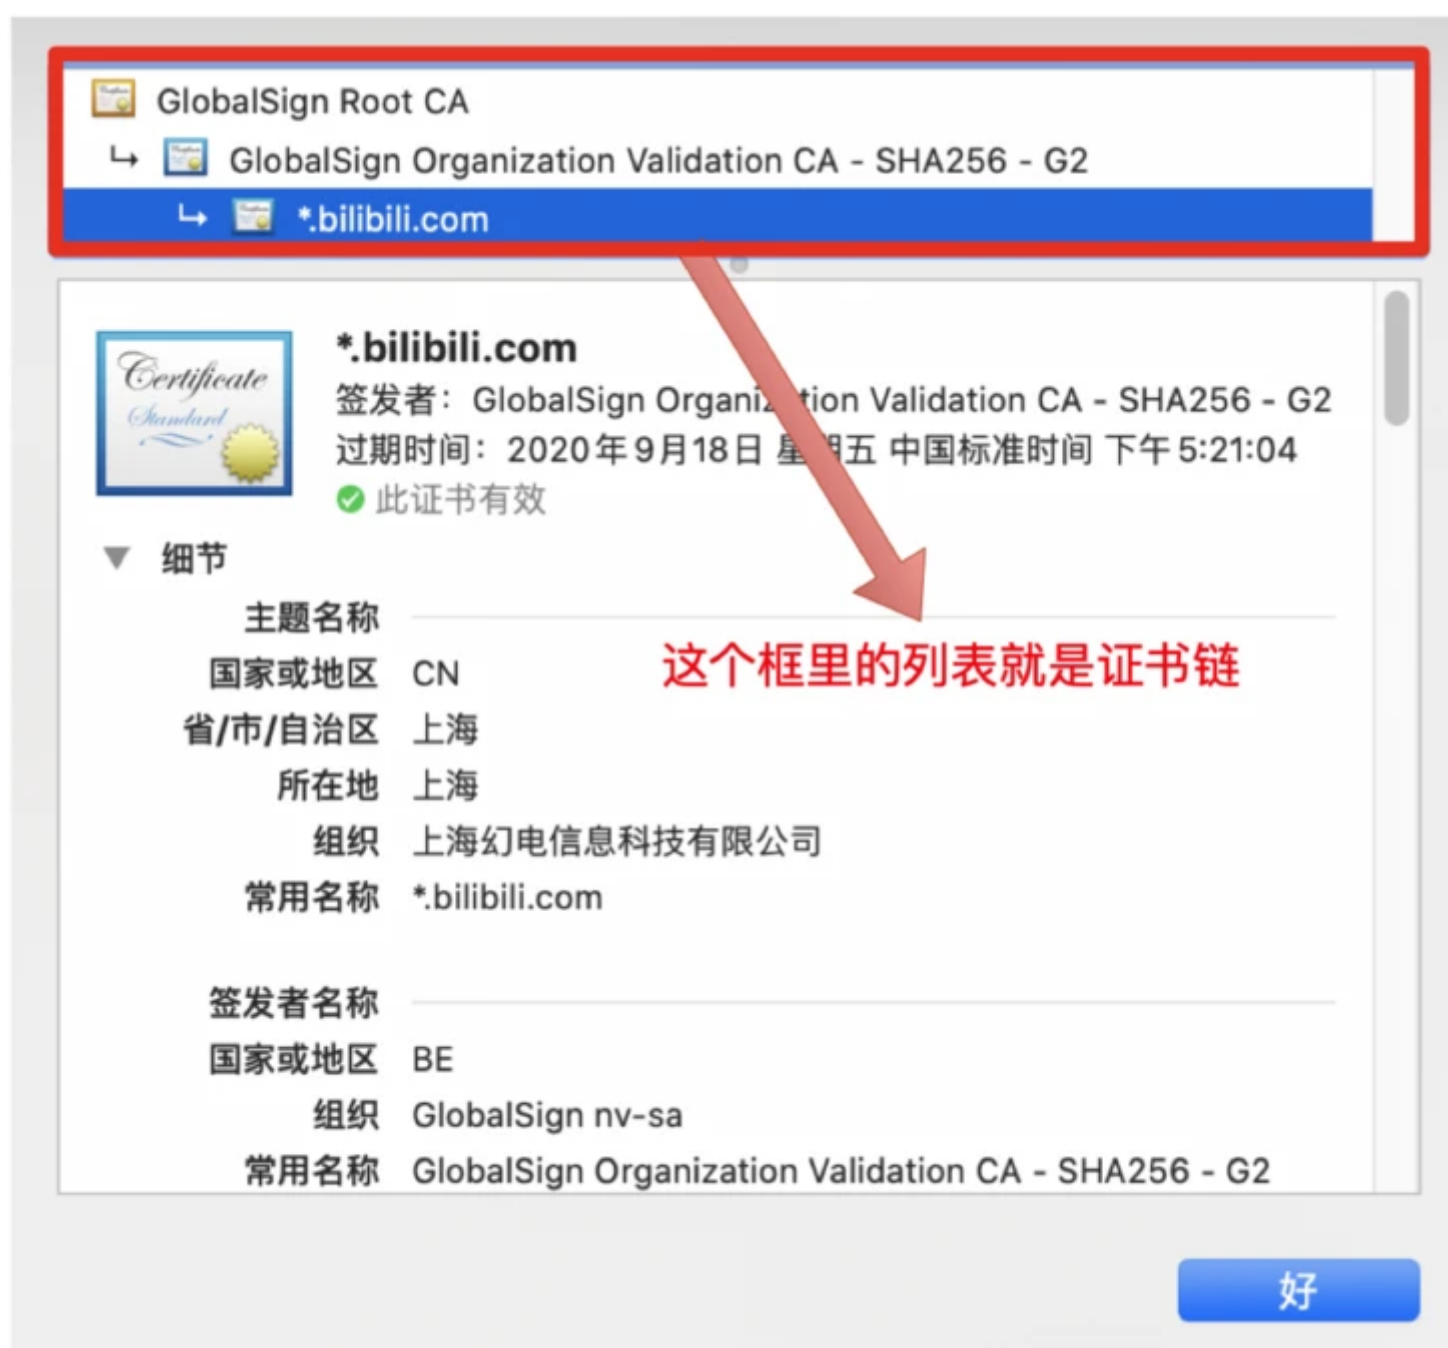 GlobalSign Root CA
GlobalSign Organization Validation CA - SHA256 - G2
*.bilibili.com
Certificate
Standard
*.bilibili.com
签发者：GlobalSign Organization Validation CA - SHA256 - G2
过期时间：2020年9月18日 星期五 中国标准时间 下午5:21:04
此证书有效
细节
主题名称
国家或地区 CN
这个框里的列表就是证书链
省/市/自治区 上海
所在地 上海
组织 上海幻电信息科技有限公司
常用名称 *.bilibili.com
签发者名称
国家或地区 BE
组织 GlobalSign nv-sa
常用名称 GlobalSign Organization Validation CA - SHA256 - G2
好